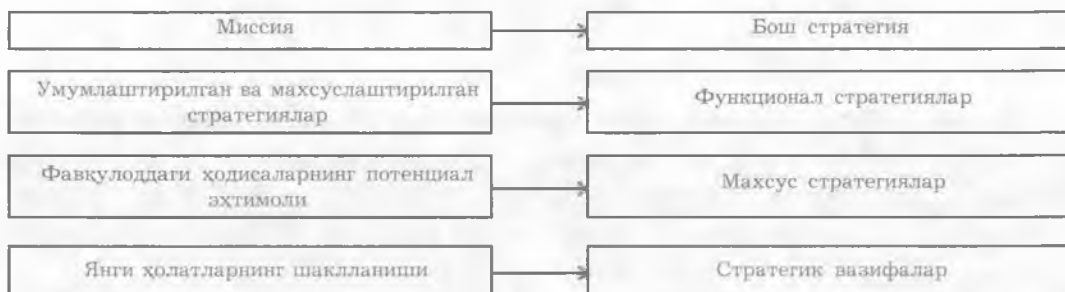 Миссия
Бош стратегия
Умумлаштирилган ва махсуслаштирилган
стратегиялар
Функционал стратегиялар
Фавқулоддаги ҳодисаларнинг потенциал
эҳтимоли
Махсус стратегиялар
Янги ҳолатларнинг шаклланиши
Стратегик вазифалар